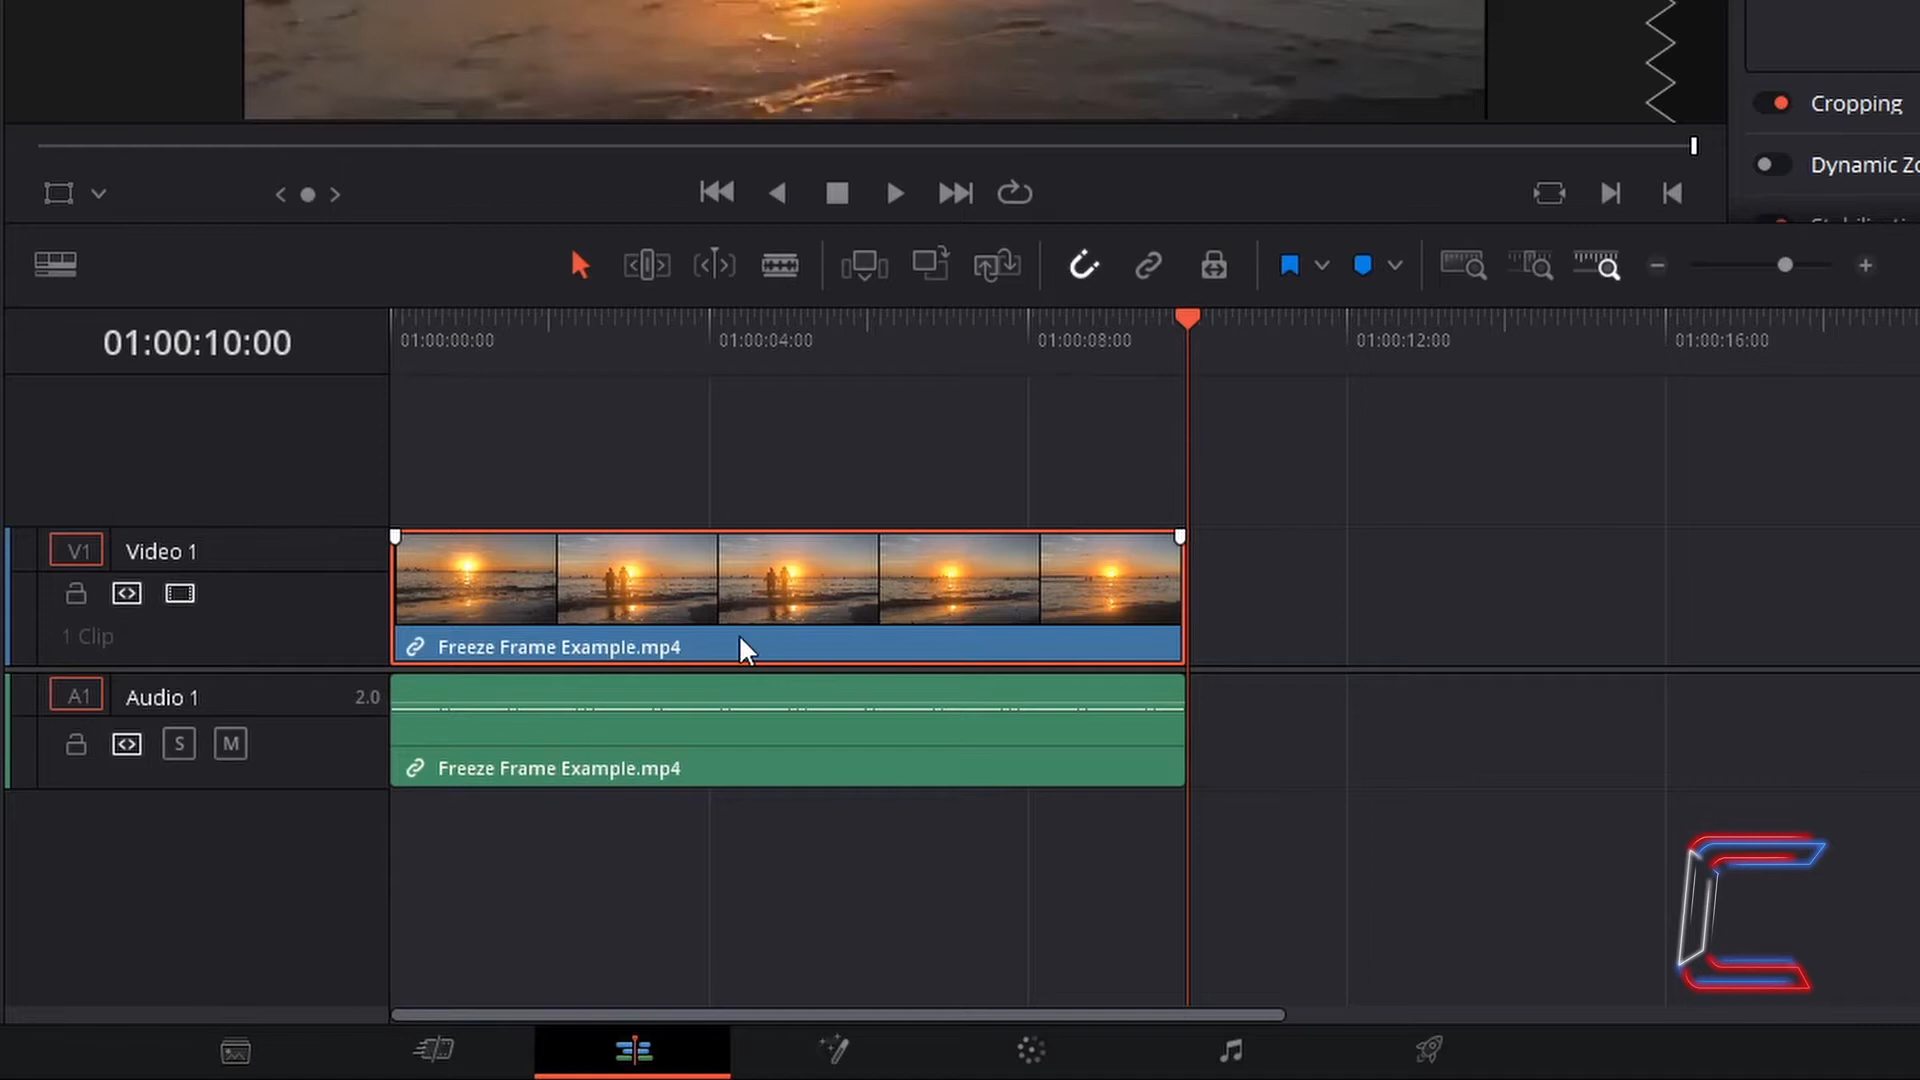 Cropping
Dynamic Zo
01:00:10:00
01:00:00:00
01:00:04:00
01:00:08:00
01:00:12:00
01:00:16:00
V1
Video 1
1 Clip
Freeze Frame Example.mp4
A1
Audio 1
2.0
S
M
Freeze Frame Example.mp4